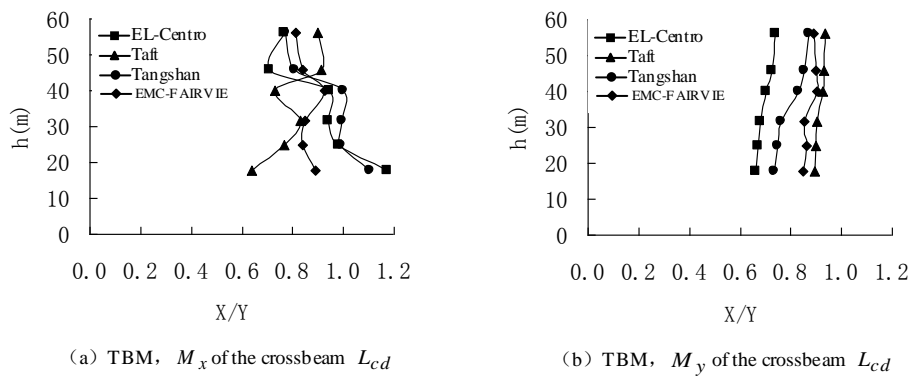 60
50
40
30
20
10
0
h(m)
EL-Centro
Taft
Tangshan
EMC-FAIRVIE
0.0 0.2 0.4 0.6 0.8 1.0 1.2
X/Y
(a) TBM, Mx of the crossbeam Lcd
60
50
40
30
20
10
0
h(m)
EL-Centro
Taft
Tangshan
EMC-FAIRVIE
0.0 0.2 0.4 0.6 0.8 1.0 1.2
X/Y
(b) TBM, My of the crossbeam Lcd